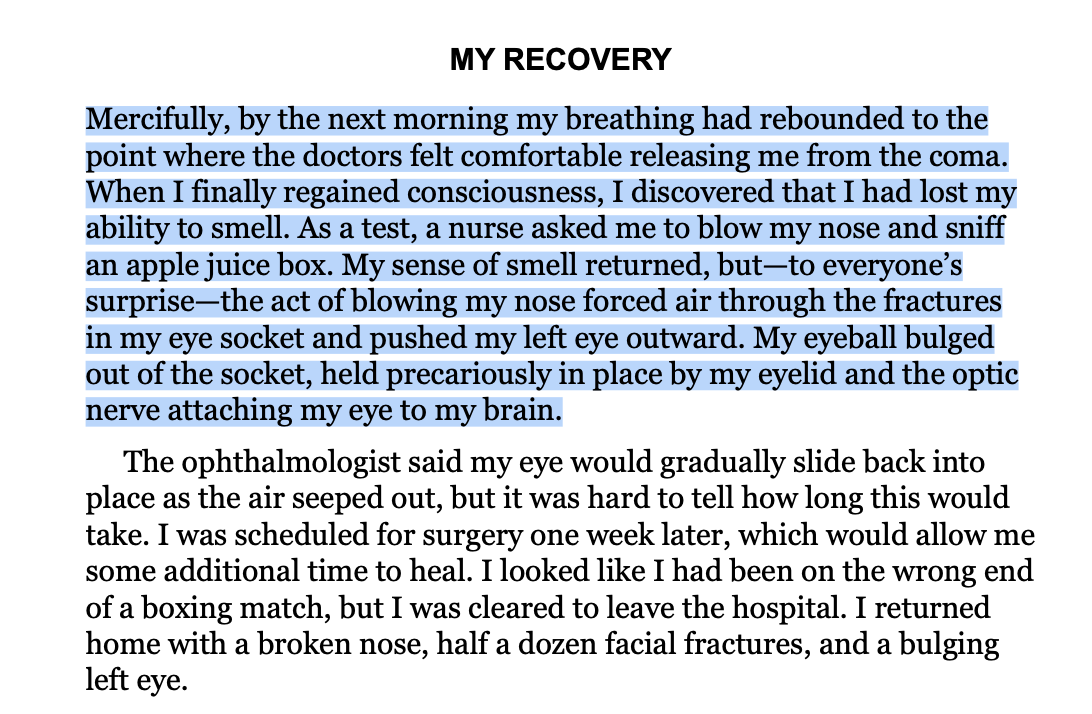 MY RECOVERY
Mercifully, by the next morning my breathing had rebounded to the
point where the doctors felt comfortable releasing me from the coma.
When I finally regained consciousness, I discovered that I had lost my
ability to smell. As a test, a nurse asked me to blow my nose and sniff
an apple juice box. My sense of smell returned, but—to everyone’s
surprise—the act of blowing my nose forced air through the fractures
in my eye socket and pushed my left eye outward. My eyeball bulged
out of the socket, held precariously in place by my eyelid and the optic
nerve attaching my eye to my brain.
The ophthalmologist said my eye would gradually slide back into
place as the air seeped out, but it was hard to tell how long this would
take. I was scheduled for surgery one week later, which would allow me
some additional time to heal. I looked like I had been on the wrong end
of a boxing match, but I was cleared to leave the hospital. I returned
home with a broken nose, half a dozen facial fractures, and a bulging
left eye.